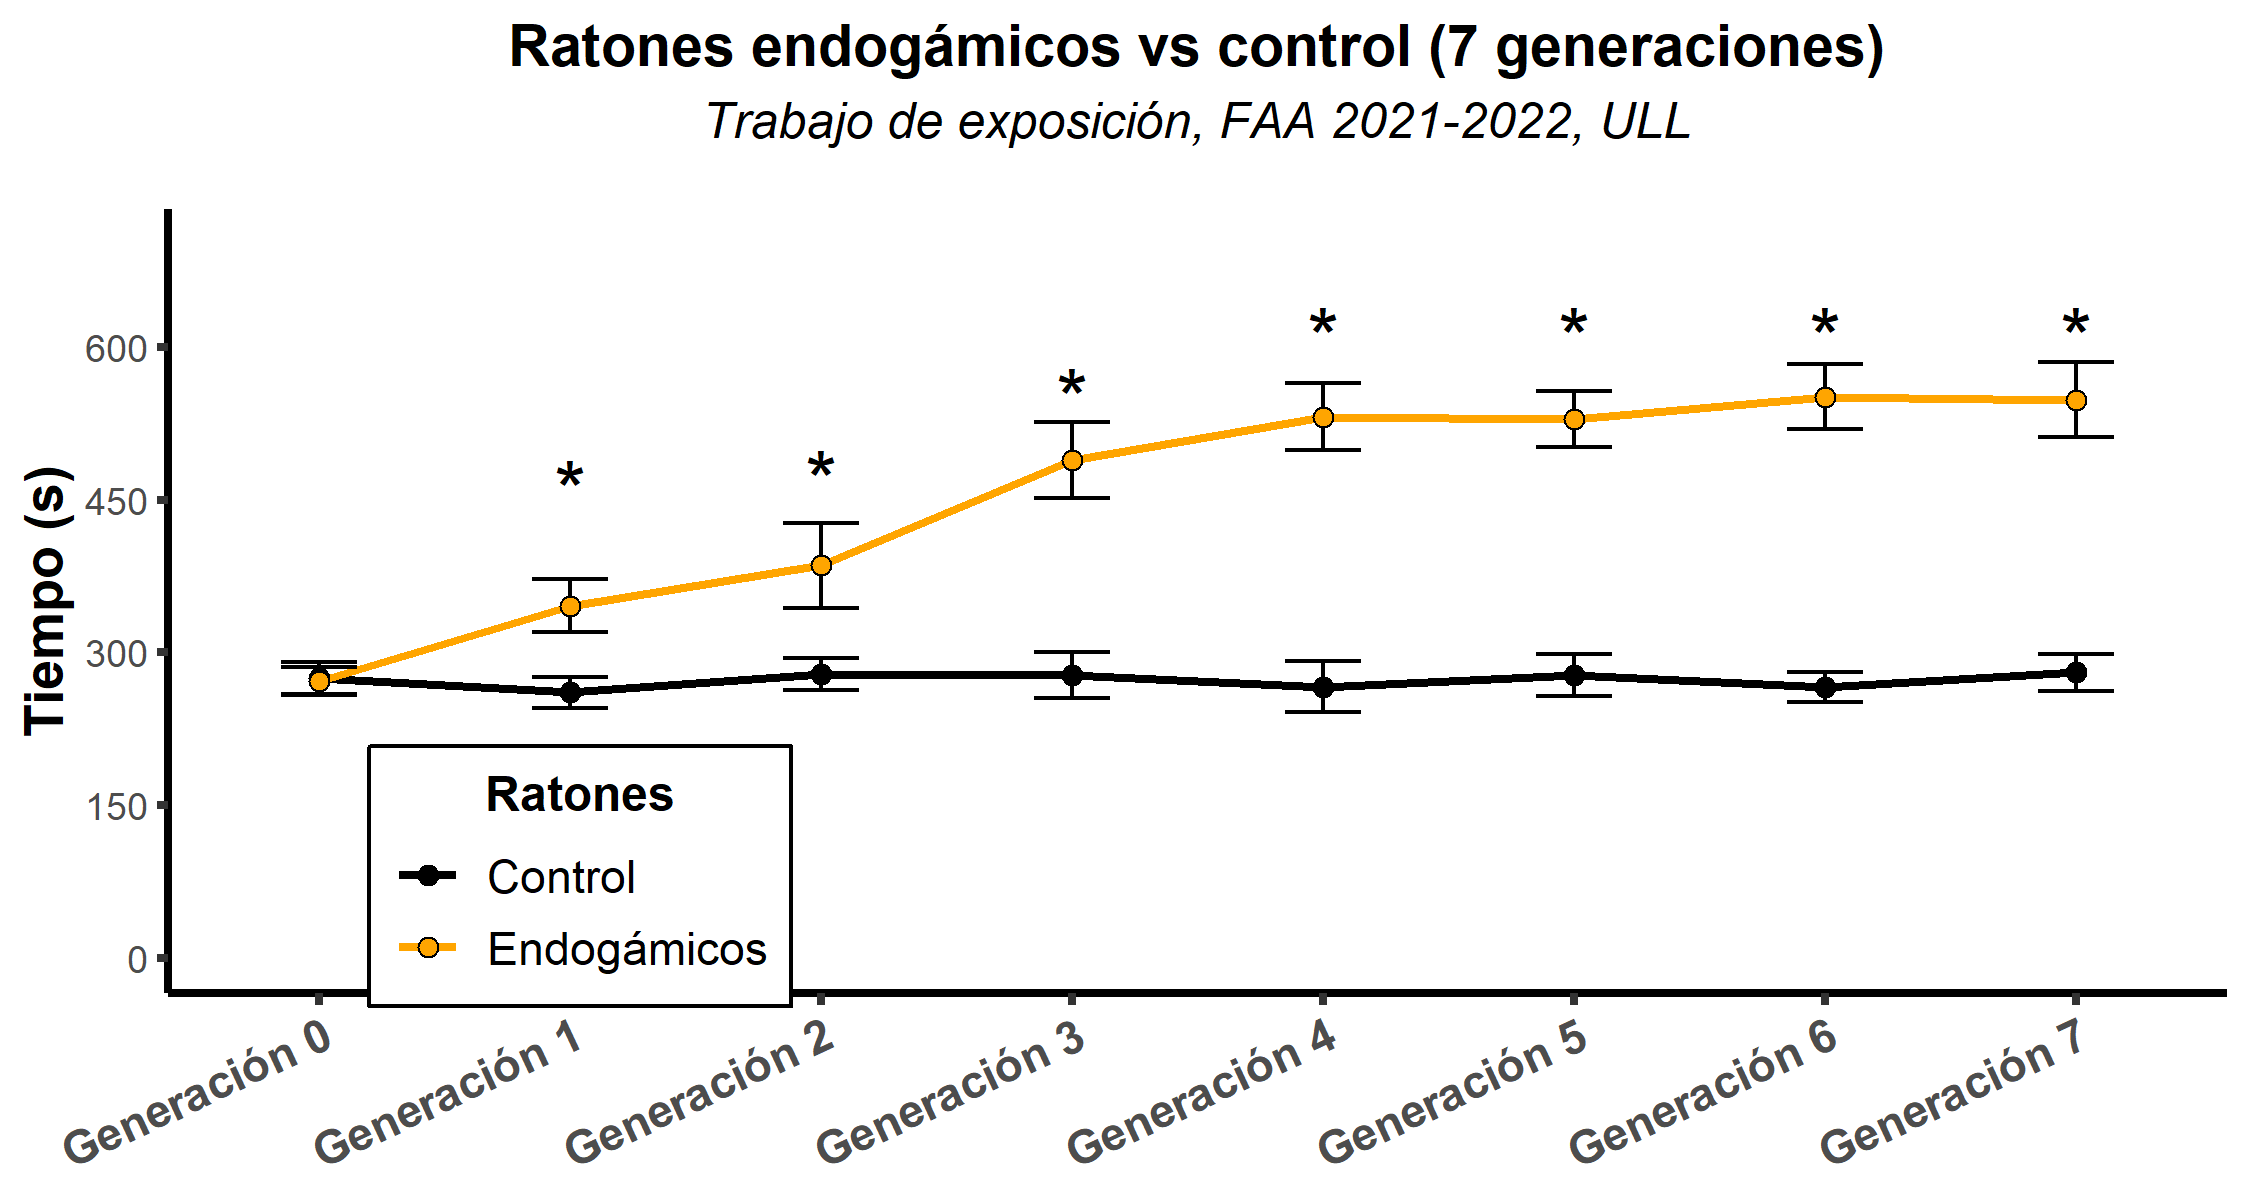 Ratones endogámicos vs control (7 generaciones)
Trabajo de exposición, FAA 2021-2022, ULL
Tiempo (s)
600
450
300
150
0
*
*
*
*
*
*
*
Ratones
Control
Endogámicos
Generación 0
Generación 1
Generación 2
Generación 3
Generación 4
Generación 5
Generación 6
Generación 7